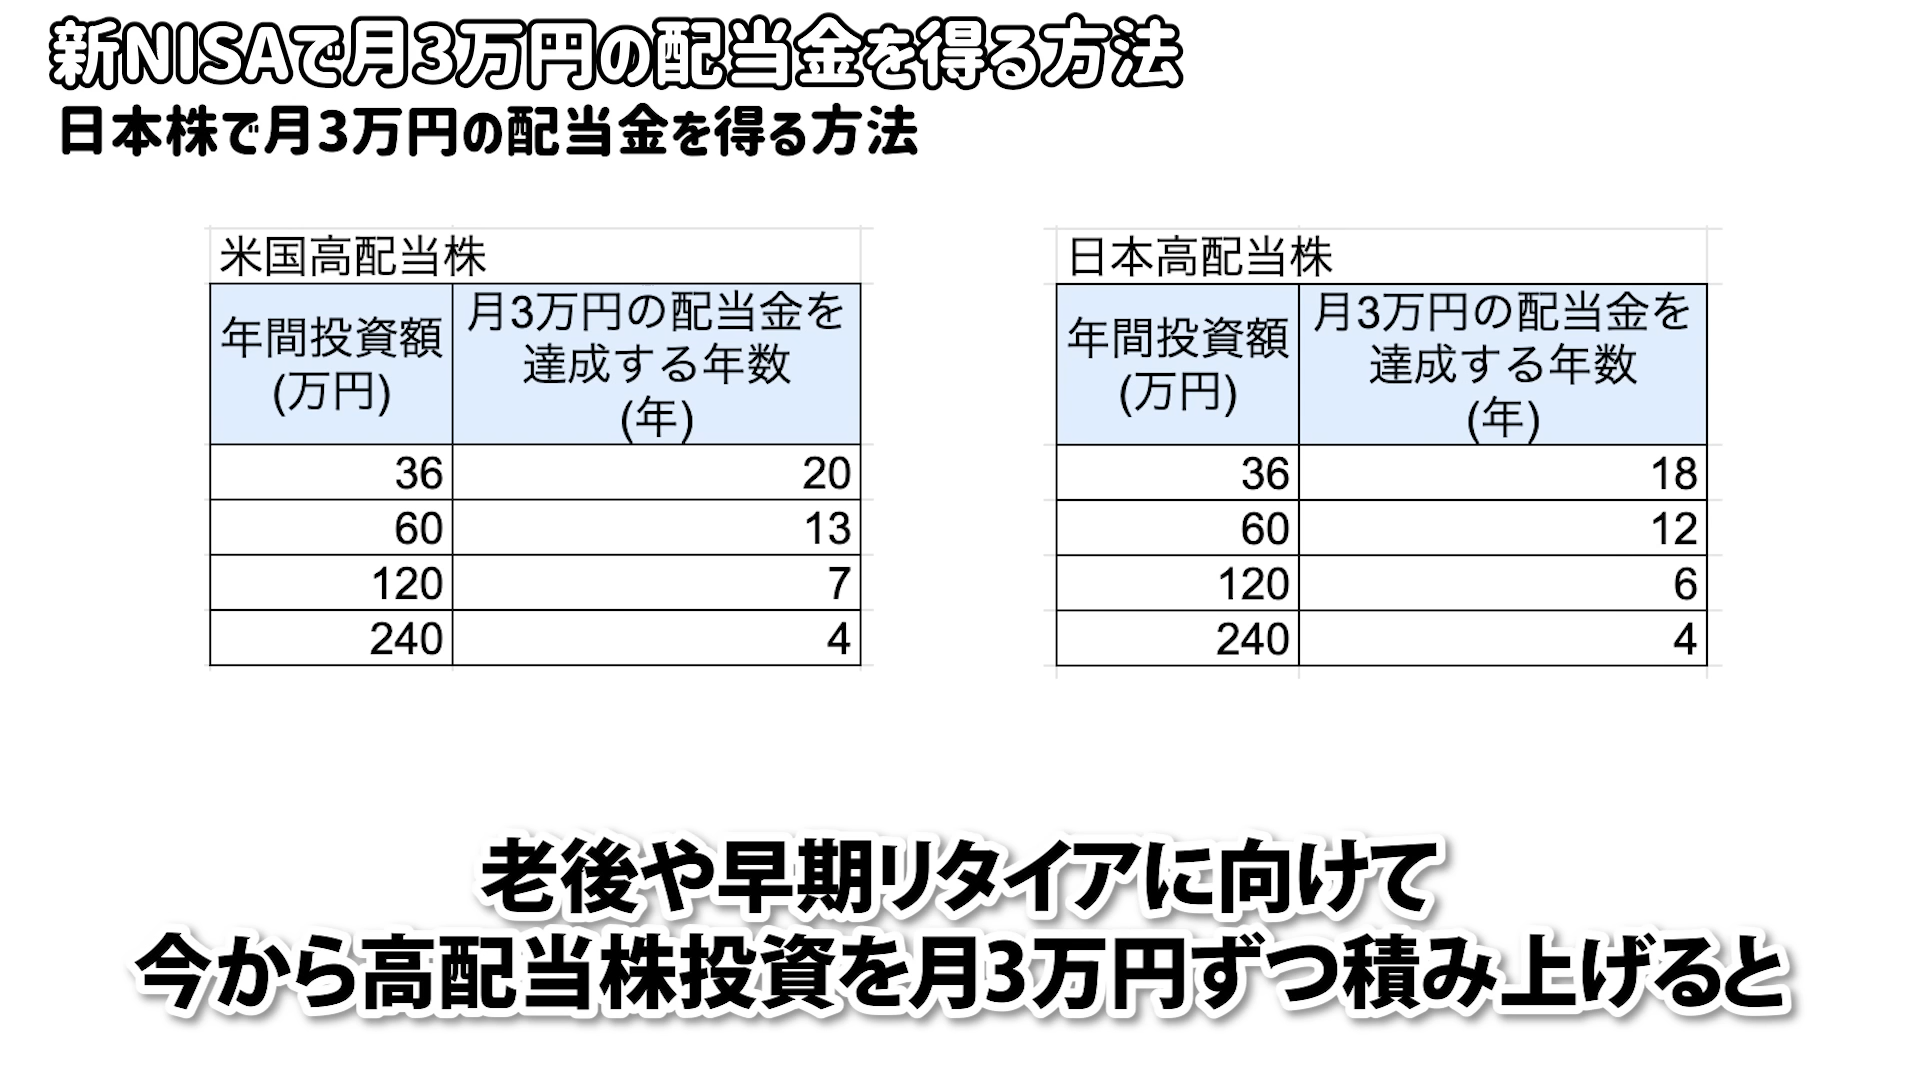 新NISAで月3万円の配当金を得る方法
日本株で月3万円の配当金を得る方法
米国高配当株
年間投資額
(万円)
月3万円の配当金を
達成する年数
(年)
36 20
60 13
120 7
240 4
日本高配当株
年間投資額
(万円)
月3万円の配当金を
達成する年数
(年)
36 18
60 12
120 6
240 4
老後や早期リタイアに向けて
今から高配当株投資を月3万円ずつ積み上げると